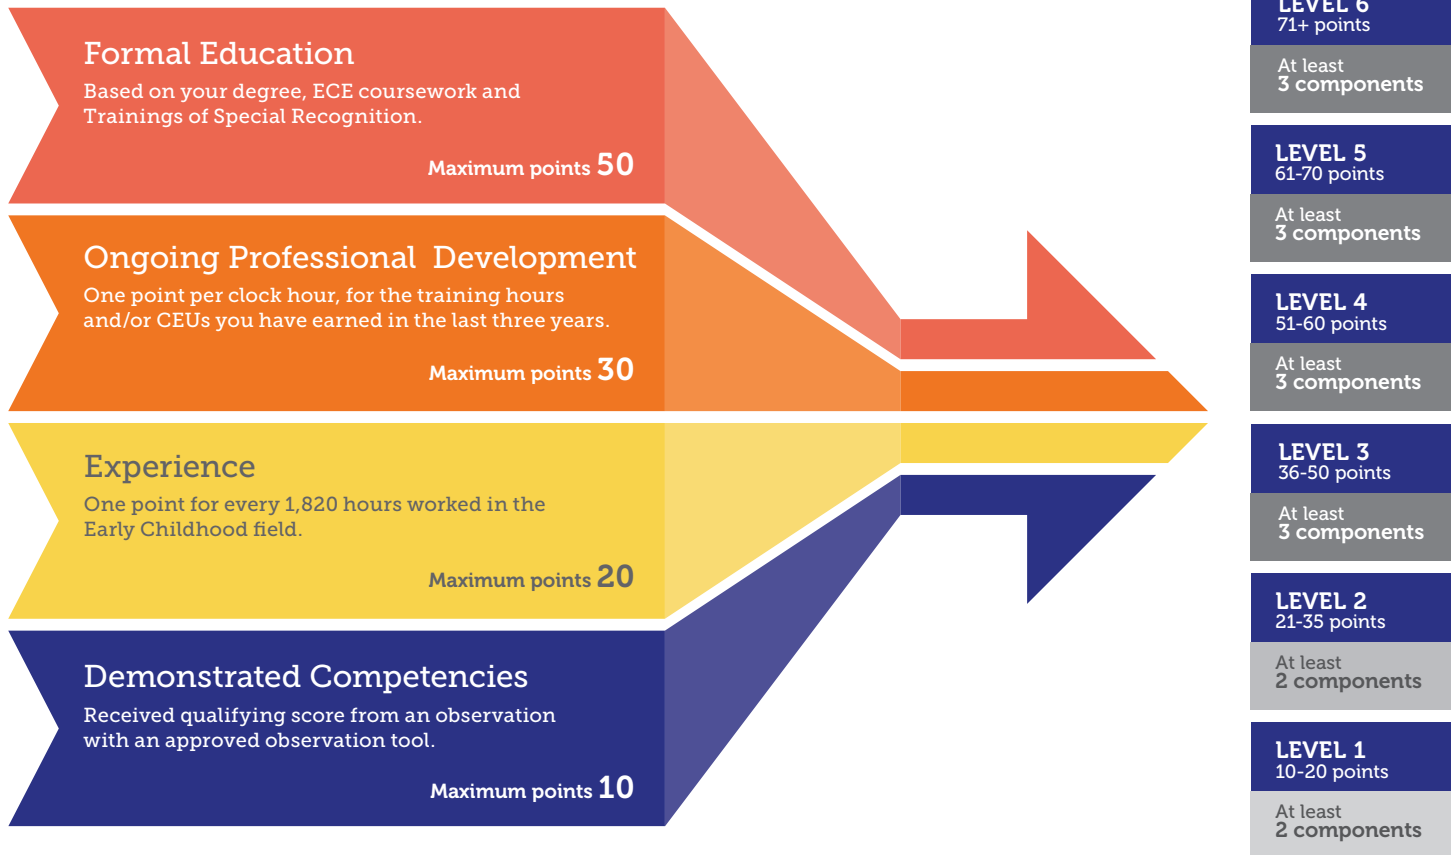 Formal Education
Based on your degree, ECE coursework and
Trainings of Special Recognition.
Maximum points 50
Ongoing Professional Development
One point per clock hour, for the training hours
and/or CEUs you have earned in the last three years.
Maximum points 30
Experience
One point for every 1,820 hours worked in the
Early Childhood field.
Maximum points 20
Demonstrated Competencies
Received qualifying score from an observation
with an approved observation tool.
Maximum points 10
LEVEL 6
71+ points
At least
3 components
LEVEL 5
61-70 points
At least
3 components
LEVEL 4
51-60 points
At least
3 components
LEVEL 3
36-50 points
At least
3 components
LEVEL 2
21-35 points
At least
2 components
LEVEL 1
10-20 points
At least
2 components